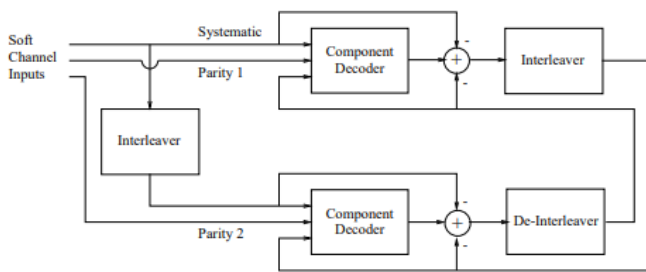 Soft
Channel
Inputs
Systematic
Parity 1
Component
Decoder
+
-
-
Interleaver
Interleaver
Parity 2
Component
Decoder
+
-
-
De-Interleaver